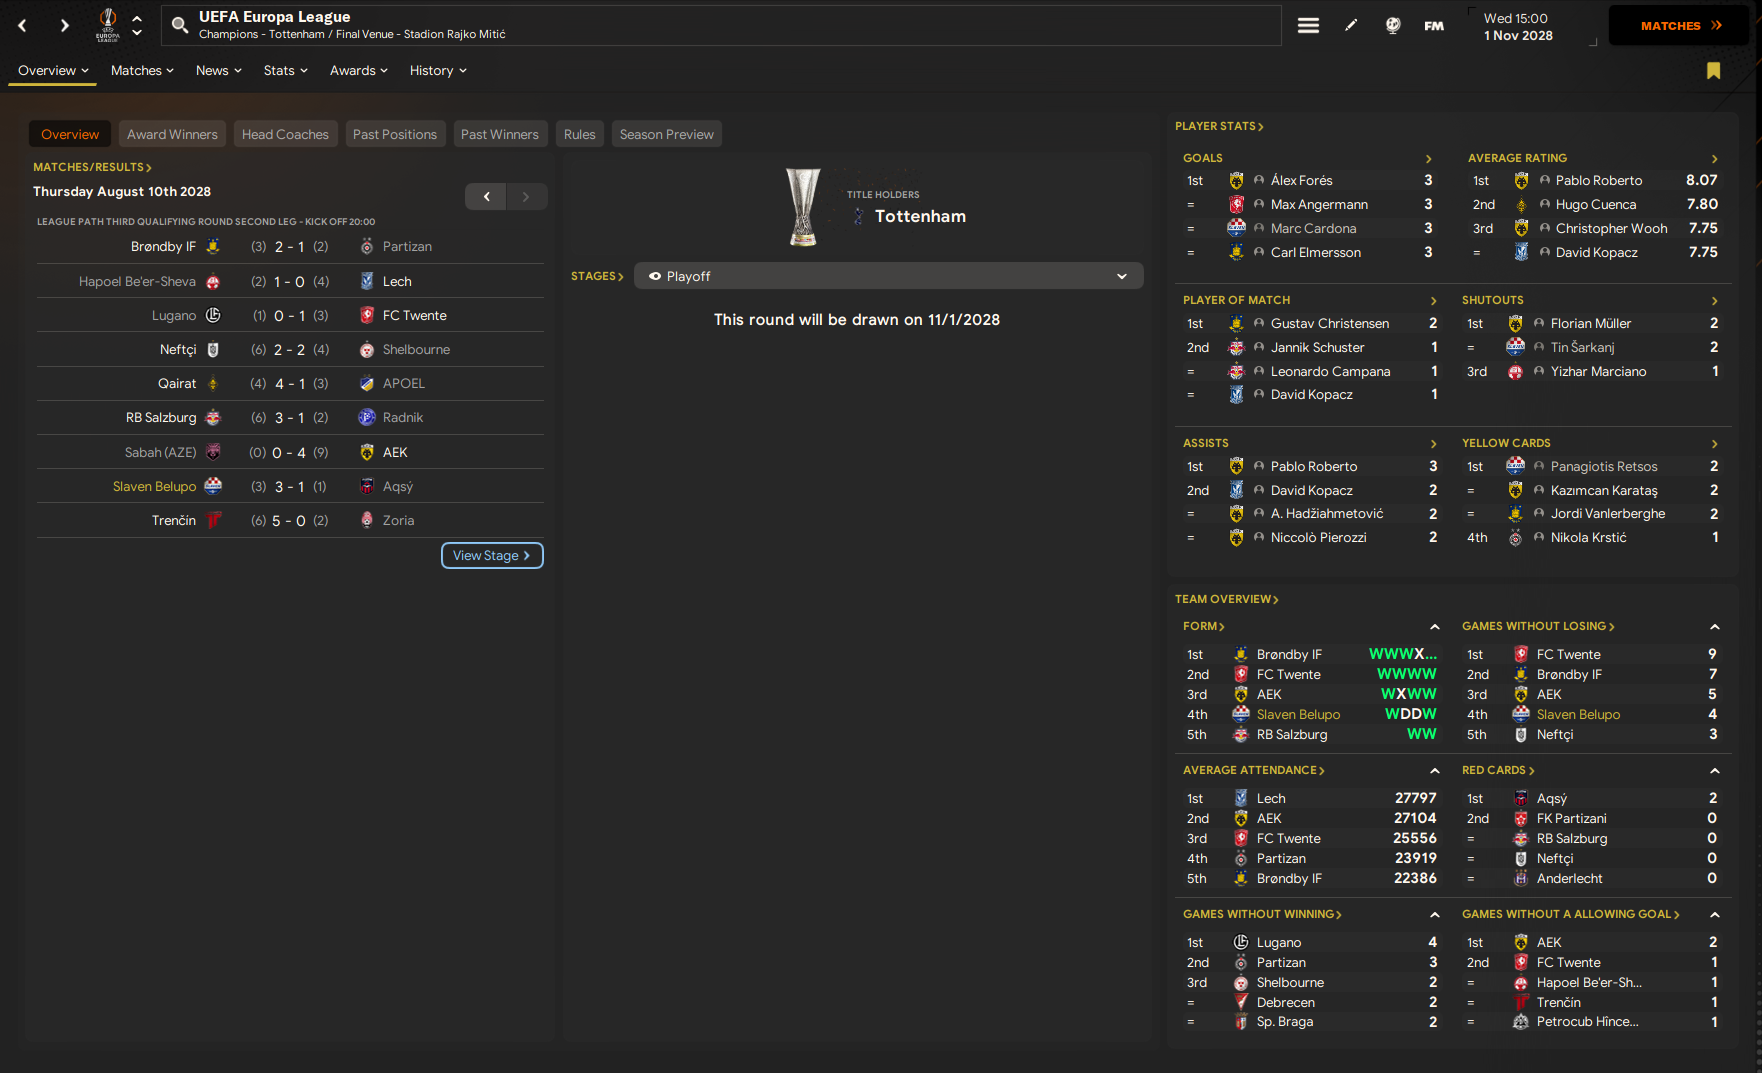 UEFA Europa League
Champions - Tottenham / Final Venue - Stadion Rajko Mitić
EUROPA
LEAGUE
FM
Wed 15:00
1 Nov 2028
MATCHES
Overview Matches News Stats Awards History
Overview Award Winners Head Coaches Past Positions Past Winners Rules Season Preview
MATCHES/RESULTS
Thursday August 10th 2028
LEAGUE PATH THIRD QUALIFYING ROUND SECOND LEG - KICK OFF 20:00
Brøndby IF (3) 2 - 1 (2) Partizan
Hapoel Be'er-Sheva (2) 1 - 0 (4) Lech
Lugano (1) 0 - 1 (3) FC Twente
Neftçi (6) 2 - 2 (4) Shelbourne
Qairat (4) 4 - 1 (3) APOEL
RB Salzburg (6) 3 - 1 (2) Radnik
Sabah (AZE) (0) 0 - 4 (9) AEK
Slaven Belupo (3) 3 - 1 (1) Aqsý
Trenčín (6) 5 - 0 (2) Zoria
View Stage
TITLE HOLDERS
Tottenham
STAGES Playoff
This round will be drawn on 11/1/2028
PLAYER STATS
GOALS
1st Álex Forés 3
= Max Angermann 3
= Marc Cardona 3
= Carl Elmersson 3
AVERAGE RATING
1st Pablo Roberto 8.07
2nd Hugo Cuenca 7.80
3rd Christopher Wooh 7.75
= David Kopacz 7.75
PLAYER OF MATCH
1st Gustav Christensen 2
2nd Jannik Schuster 1
= Leonardo Campana 1
= David Kopacz 1
SHUTOUTS
1st Florian Müller 2
= Tin Šarkanj 2
3rd Yizhar Marciano 1
ASSISTS
1st Pablo Roberto 3
2nd David Kopacz 2
= A. Hadžiahmetović 2
= Niccolò Pierozzi 2
YELLOW CARDS
1st Panagiotis Retsos 2
= Kazımcan Karataş 2
= Jordi Vanlerberghe 2
4th Nikola Krstić 1
TEAM OVERVIEW
FORM
1st Brøndby IF WWWX...
2nd FC Twente WWWW
3rd AEK WXWW
4th Slaven Belupo WDDW
5th RB Salzburg WW
GAMES WITHOUT LOSING
1st FC Twente 9
2nd Brøndby IF 7
3rd AEK 5
4th Slaven Belupo 4
5th Neftçi 3
AVERAGE ATTENDANCE
1st Lech 27797
2nd AEK 27104
3rd FC Twente 25556
4th Partizan 23919
5th Brøndby IF 22386
RED CARDS
1st Aqsý 2
2nd FK Partizani 0
= RB Salzburg 0
= Neftçi 0
= Anderlecht 0
GAMES WITHOUT WINNING
1st Lugano 4
2nd Partizan 3
3rd Shelbourne 2
= Debrecen 2
= Sp. Braga 2
GAMES WITHOUT A ALLOWING GOAL
1st AEK 2
2nd FC Twente 1
= Hapoel Be'er-Sh... 1
= Trenčín 1
= Petrocub Hînce... 1